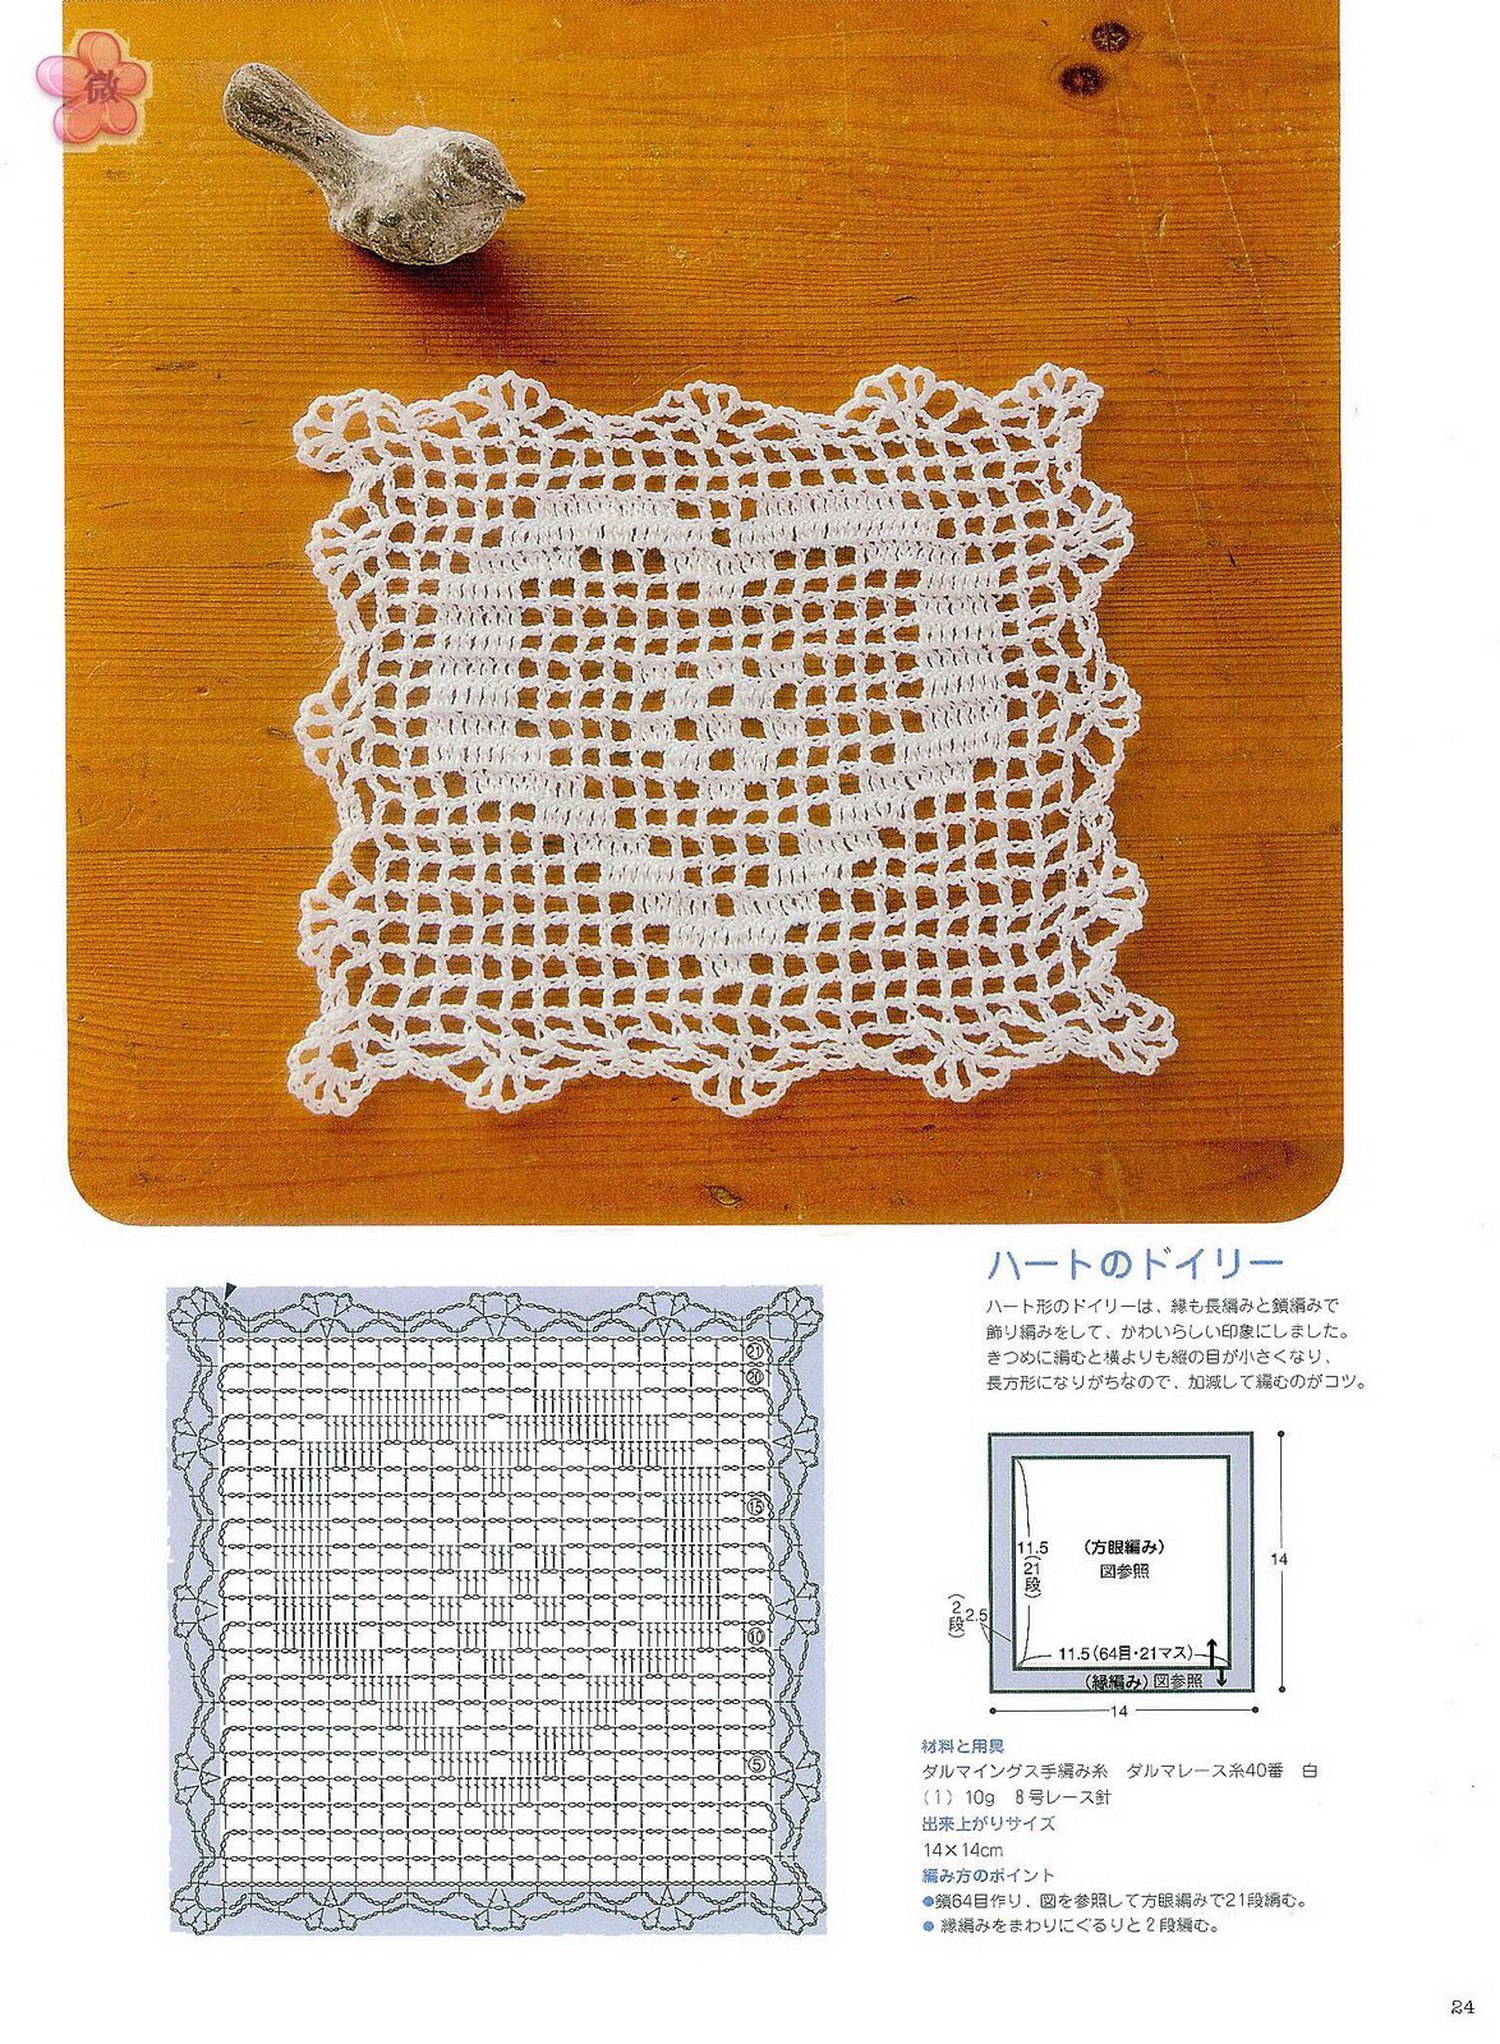 微
ハートのドイリー
ハート形のドイリーは、縁も長編みと鎖編みで
飾り編みをして、かわいらしい印象にしました。
きつめに編むと横よりも縦の目が小さくなり、
長方形になりがちなので、加減して編むのがコツ。
21
20
15
10
5
(方眼編み)
図参照
11.5
(21段)
14
(2段)
2.5
11.5(64目・21マス)
(縁編み)図参照
14
材料と用具
ダルマイングス手編み糸　ダルマレース糸40番　白
(1) 10g　8号レース針
出来上がりサイズ
14×14cm
編み方のポイント
●鎖64目作り、図を参照して方眼編みで21段編む。
● 縁編みをまわりにぐるりと2段編む。
24